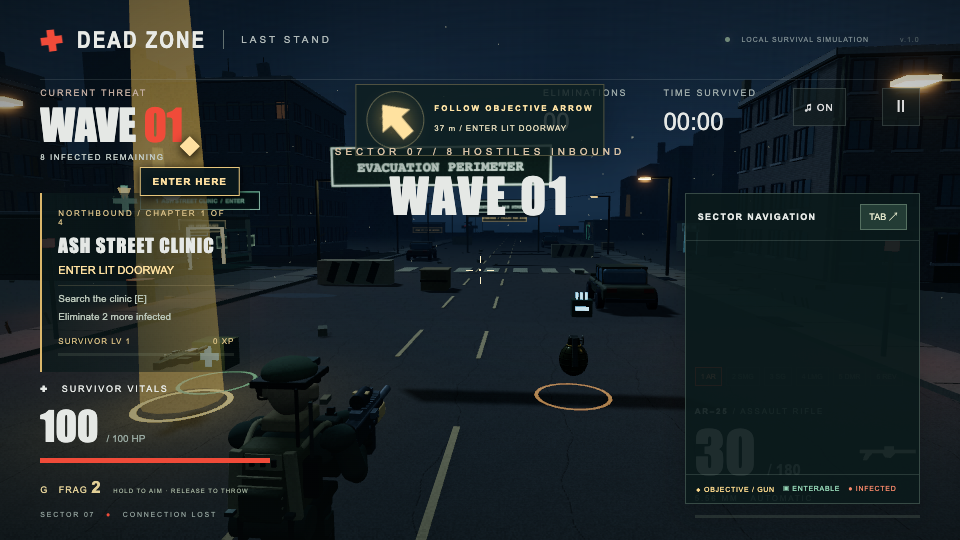 DEAD ZONE
LAST STAND
LOCAL SURVIVAL SIMULATION
v.1.0
CURRENT THREAT
WAVE 01
8 INFECTED REMAINING
FOLLOW OBJECTIVE ARROW
37 m / ENTER LIT DOORWAY
ELIMINATIONS
00
TIME SURVIVED
00:00
♫ ON
SECTOR 07 / 8 HOSTILES INBOUND
EVACUATION PERIMETER
WAVE 01
ENTER HERE
NORTHBOUND / CHAPTER 1 OF
4
ASH STREET CLINIC
ENTER LIT DOORWAY
Search the clinic [E]
Eliminate 2 more infected
SURVIVOR LV 1
0 XP
SECTOR NAVIGATION
TAB ↗
SURVIVOR VITALS
100 / 100 HP
G FRAG 2 HOLD TO AIM · RELEASE TO THROW
SECTOR 07 • CONNECTION LOST
/ ASSAULT RIFLE
30 / 180
OBJECTIVE / GUN
ENTERABLE
INFECTED